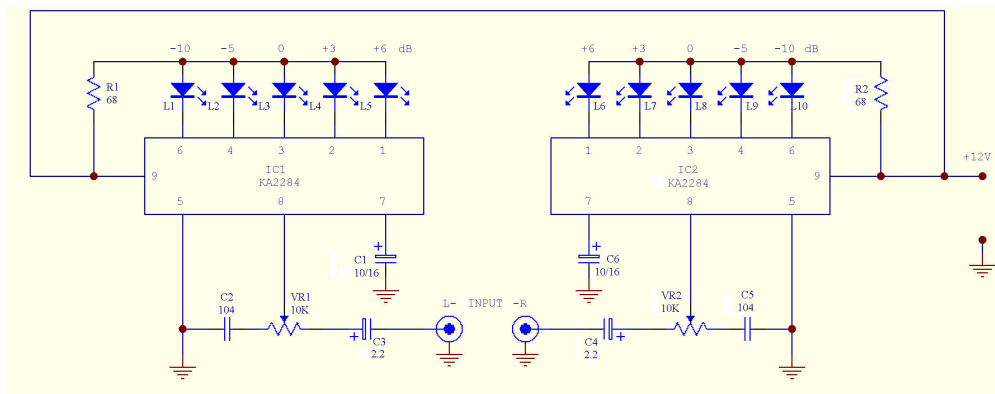 -10 -5 0 +3 +6 dB
+6 +3 0 -5 -10 dB
R1
68
L1 L2 L3 L4 L5
L6 L7 L8 L9 L10
R2
68
6 4 3 2 1
1 2 3 4 6
+12V
9
IC1
KA2284
IC2
KA2284
9
5 8 7
7 8 5
C1
10/16
C6
10/16
C2
104
VR1
10K
L- INPUT -R
VR2
10K
C5
104
C3
2.2
C4
2.2
+
+
+
+